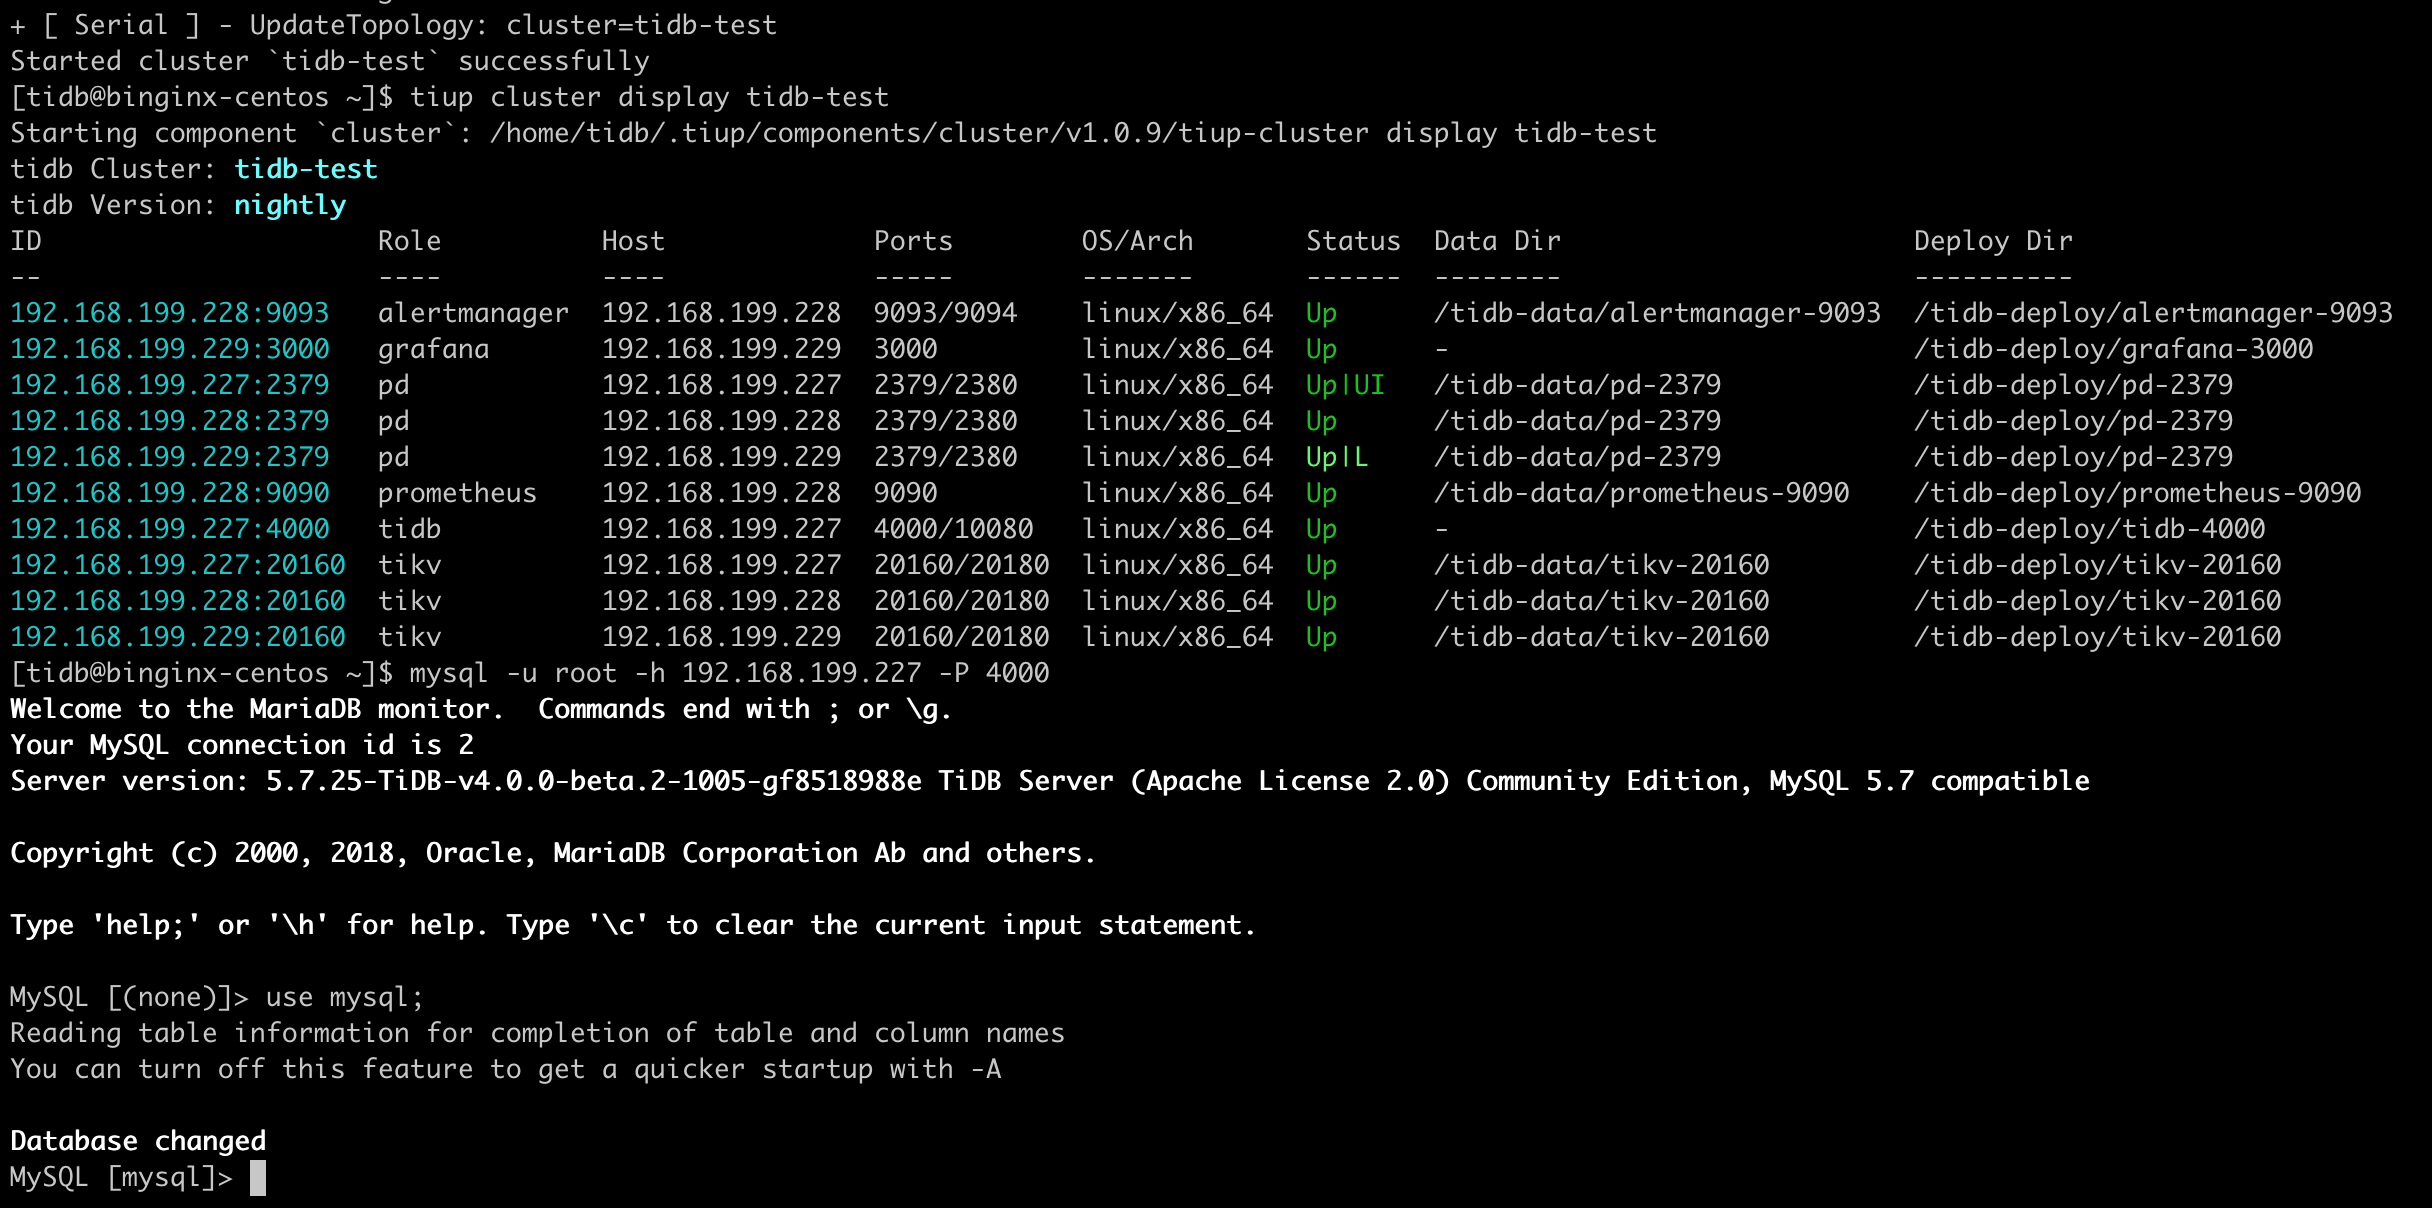 + [ Serial ] - UpdateTopology: cluster=tidb-test
Started cluster `tidb-test` successfully
[tidb@binginx-centos ~]$ tiup cluster display tidb-test
Starting component `cluster`: /home/tidb/.tiup/components/cluster/v1.0.9/tiup-cluster display tidb-test
tidb Cluster: tidb-test
tidb Version: nightly
ID                     Role          Host             Ports        OS/Arch       Status  Data Dir                      Deploy Dir
--                     ----          ----             -----        -------       ------  --------                      ----------
192.168.199.228:9093   alertmanager  192.168.199.228  9093/9094    linux/x86_64  Up      /tidb-data/alertmanager-9093  /tidb-deploy/alertmanager-9093
192.168.199.229:3000   grafana       192.168.199.229  3000         linux/x86_64  Up      -                             /tidb-deploy/grafana-3000
192.168.199.227:2379   pd            192.168.199.227  2379/2380    linux/x86_64  Up|UI   /tidb-data/pd-2379            /tidb-deploy/pd-2379
192.168.199.228:2379   pd            192.168.199.228  2379/2380    linux/x86_64  Up      /tidb-data/pd-2379            /tidb-deploy/pd-2379
192.168.199.229:2379   pd            192.168.199.229  2379/2380    linux/x86_64  Up|L    /tidb-data/pd-2379            /tidb-deploy/pd-2379
192.168.199.228:9090   prometheus    192.168.199.228  9090         linux/x86_64  Up      /tidb-data/prometheus-9090    /tidb-deploy/prometheus-9090
192.168.199.227:4000   tidb          192.168.199.227  4000/10080   linux/x86_64  Up      -                             /tidb-deploy/tidb-4000
192.168.199.227:20160  tikv          192.168.199.227  20160/20180  linux/x86_64  Up      /tidb-data/tikv-20160         /tidb-deploy/tikv-20160
192.168.199.228:20160  tikv          192.168.199.228  20160/20180  linux/x86_64  Up      /tidb-data/tikv-20160         /tidb-deploy/tikv-20160
192.168.199.229:20160  tikv          192.168.199.229  20160/20180  linux/x86_64  Up      /tidb-data/tikv-20160         /tidb-deploy/tikv-20160
[tidb@binginx-centos ~]$ mysql -u root -h 192.168.199.227 -P 4000
Welcome to the MariaDB monitor.  Commands end with ; or \g.
Your MySQL connection id is 2
Server version: 5.7.25-TiDB-v4.0.0-beta.2-1005-gf8518988e TiDB Server (Apache License 2.0) Community Edition, MySQL 5.7 compatible
Copyright (c) 2000, 2018, Oracle, MariaDB Corporation Ab and others.
Type 'help;' or '\h' for help. Type '\c' to clear the current input statement.
MySQL [(none)]> use mysql;
Reading table information for completion of table and column names
You can turn off this feature to get a quicker startup with -A
Database changed
MySQL [mysql]>